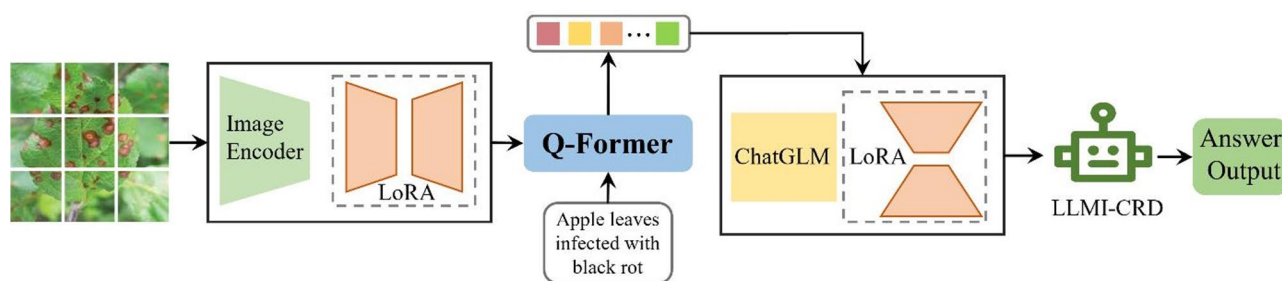 Image
Encoder
LoRA
Q-Former
Apple leaves
infected with
black rot
ChatGLM
LoRA
LLMI-CRD
Answer
Output